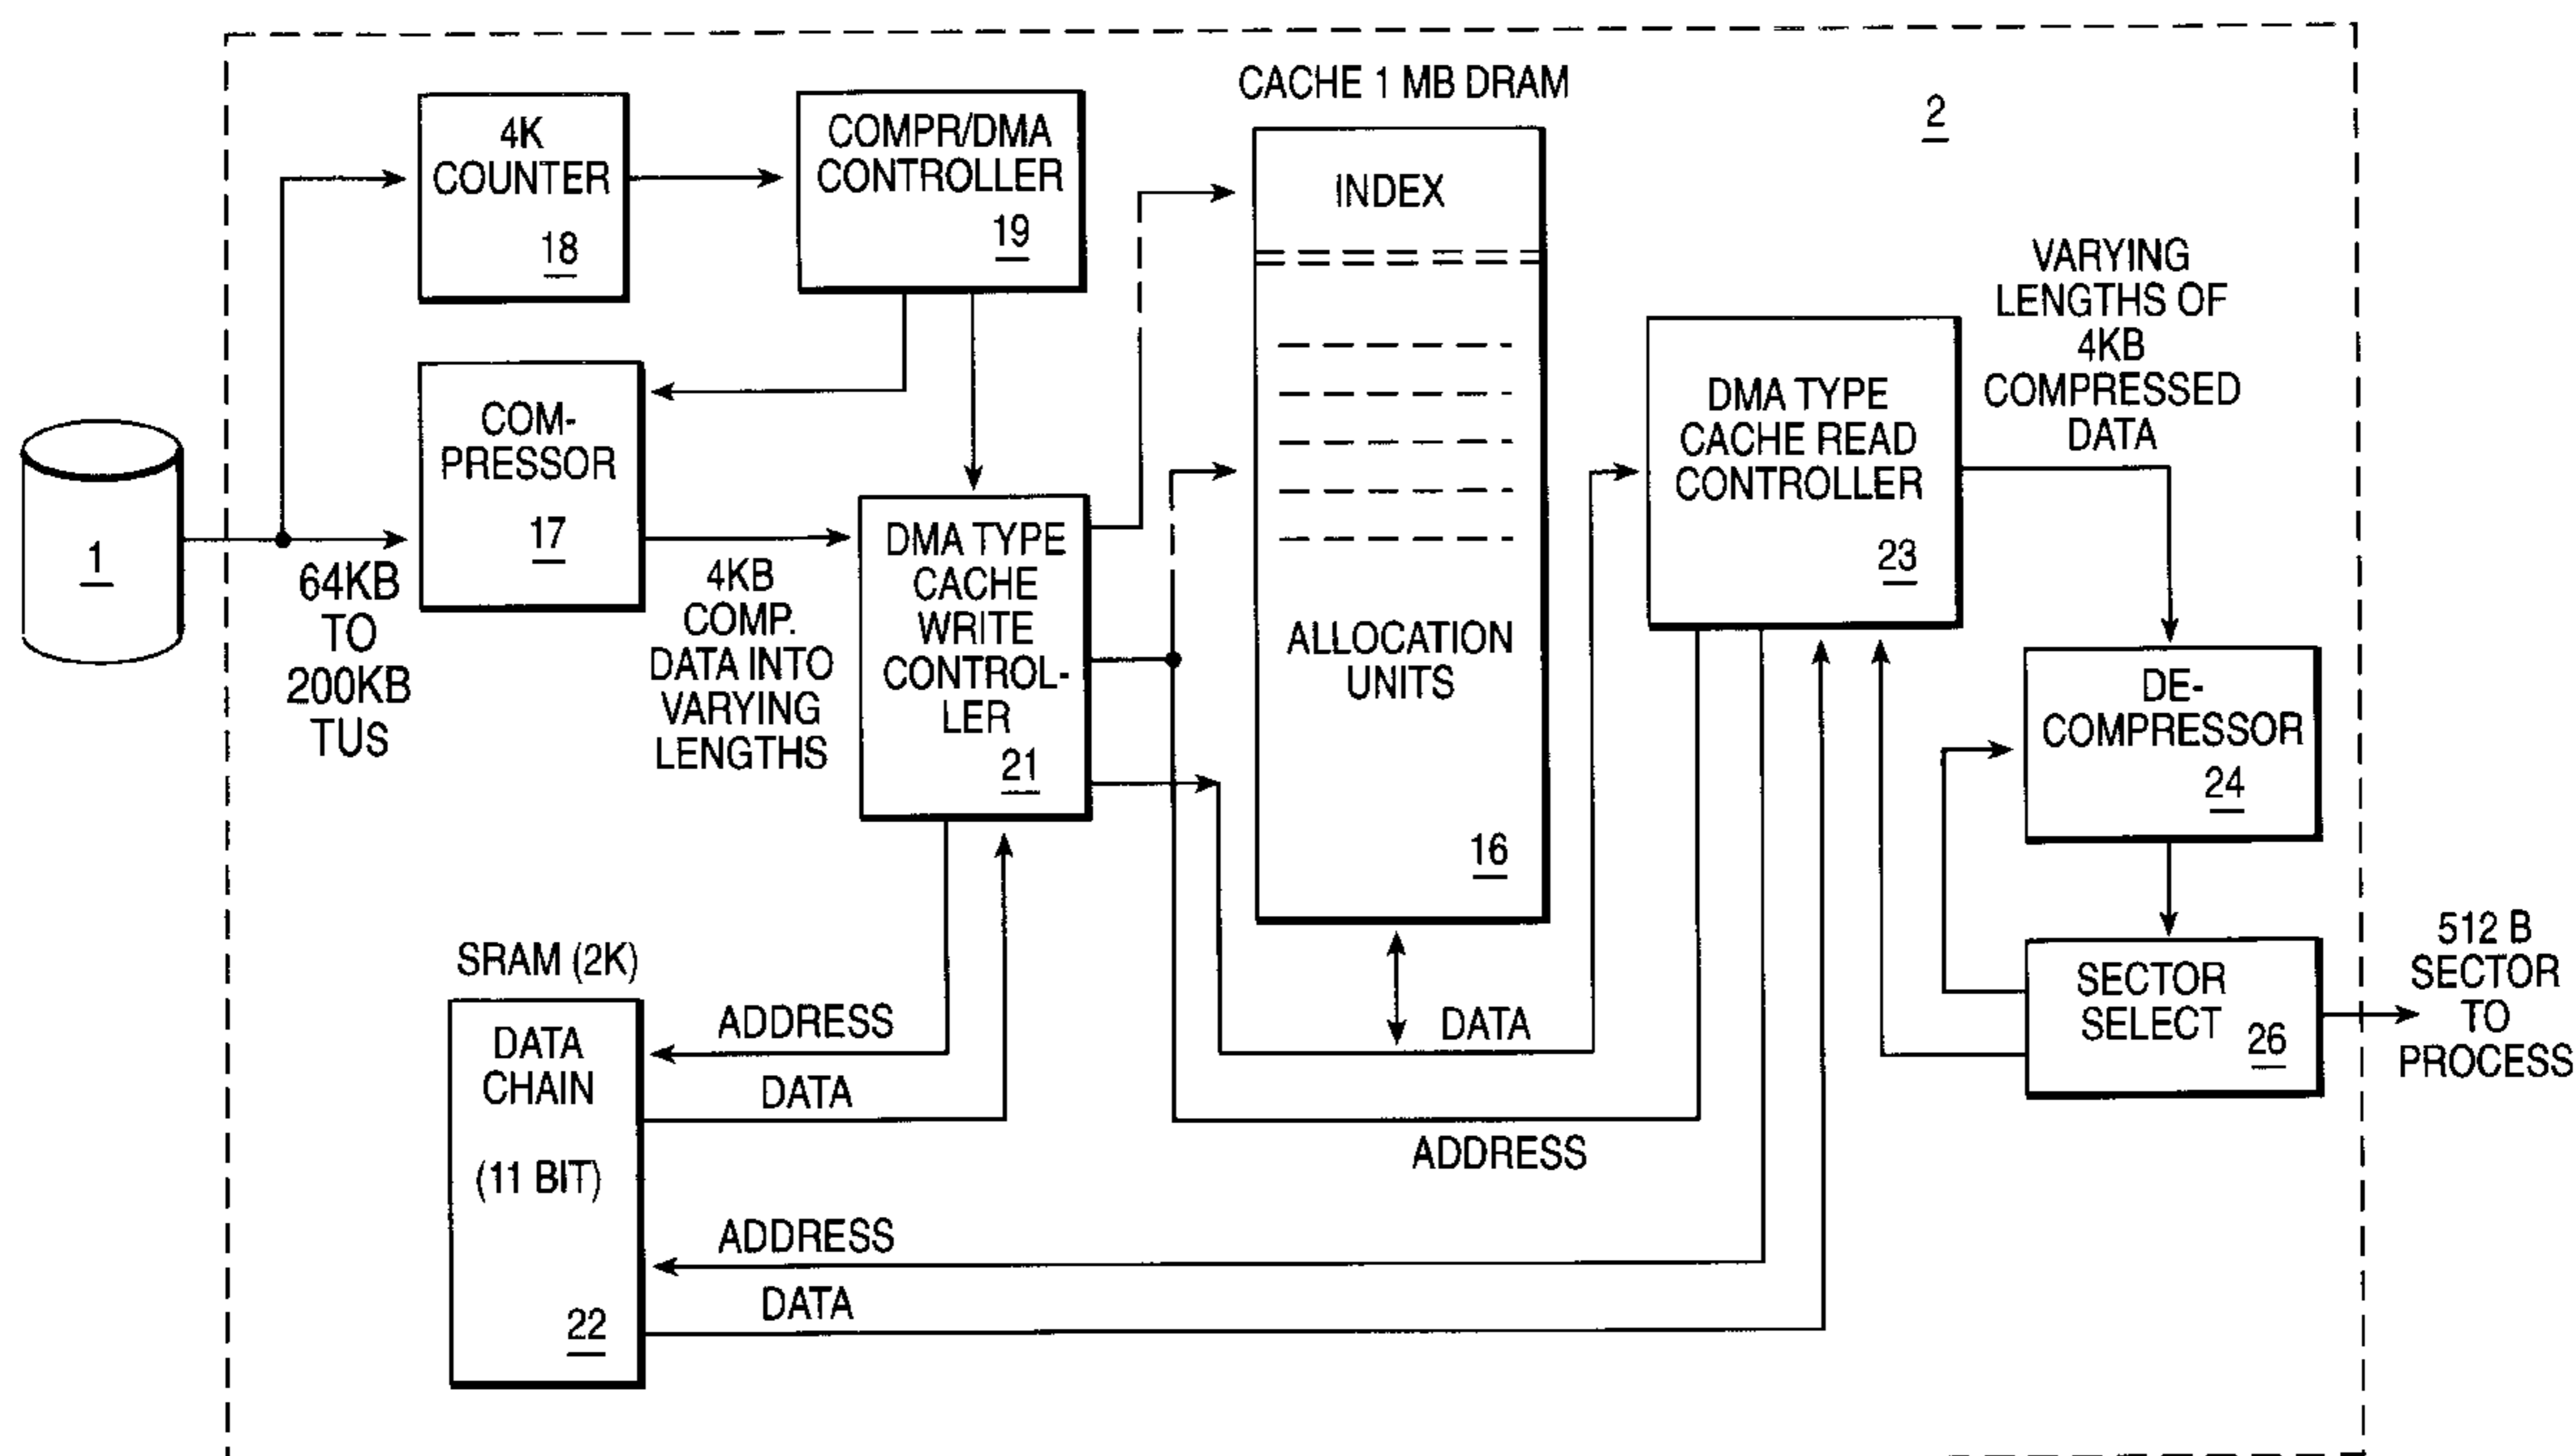 CACHE 1 MB DRAM
2
4K
COUNTER
18
COMPR/DMA
CONTROLLER
19
INDEX
ALLOCATION
UNITS
16
1
64KB
TO
200KB
TUS
COM-
PRESSOR
17
4KB
COMP.
DATA INTO
VARYING
LENGTHS
DMA TYPE
CACHE
WRITE
CONTROL-
LER
21
DMA TYPE
CACHE READ
CONTROLLER
23
VARYING
LENGTHS OF
4KB
COMPRESSED
DATA
DE-
COMPRESSOR
24
SECTOR
SELECT
26
512 B
SECTOR
TO
PROCESS
SRAM (2K)
DATA
CHAIN
(11 BIT)
22
ADDRESS
DATA
DATA
ADDRESS
ADDRESS
DATA